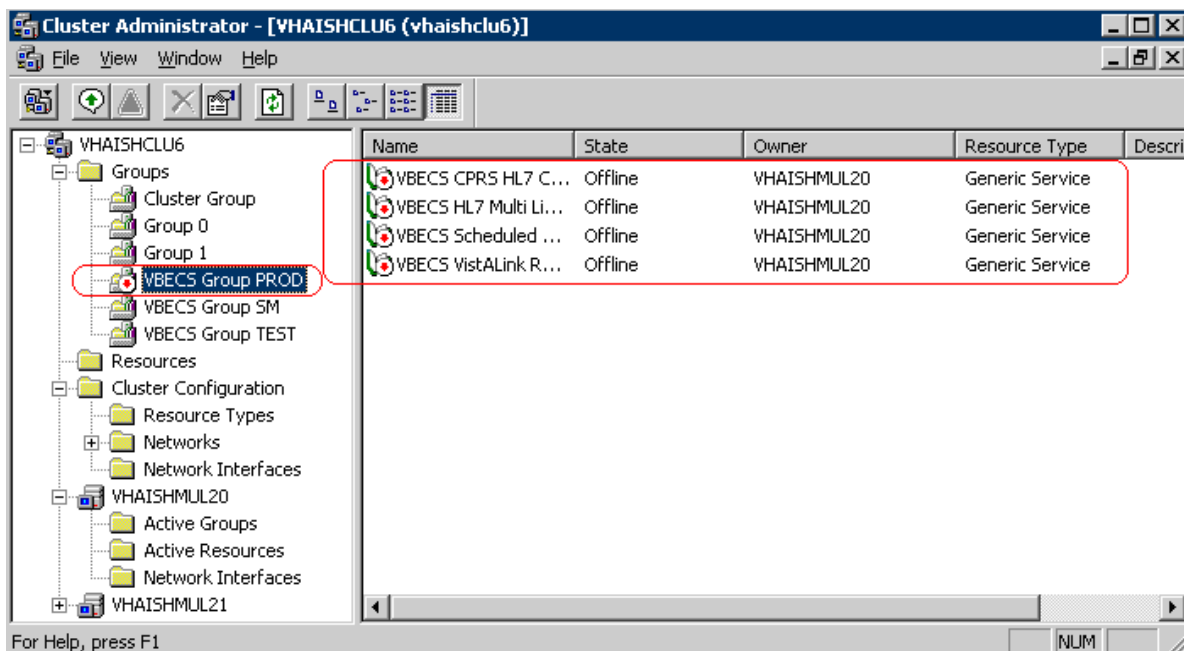 Cluster Administrator - [VHAISHCLU6 (vhaishclu6)]
File View Window Help
VHAISHCLU6
Groups
Cluster Group
Group 0
Group 1
VBECS Group PROD
VBECS Group SM
VBECS Group TEST
Resources
Cluster Configuration
Resource Types
Networks
Network Interfaces
VHAISHMUL20
Active Groups
Active Resources
Network Interfaces
VHAISHMUL21
Name State Owner Resource Type Descri
VBECS CPRS HL7 C... Offline VHAISHMUL20 Generic Service
VBECS HL7 Multi Li... Offline VHAISHMUL20 Generic Service
VBECS Scheduled ... Offline VHAISHMUL20 Generic Service
VBECS VistALink R... Offline VHAISHMUL20 Generic Service
For Help, press F1 NUM